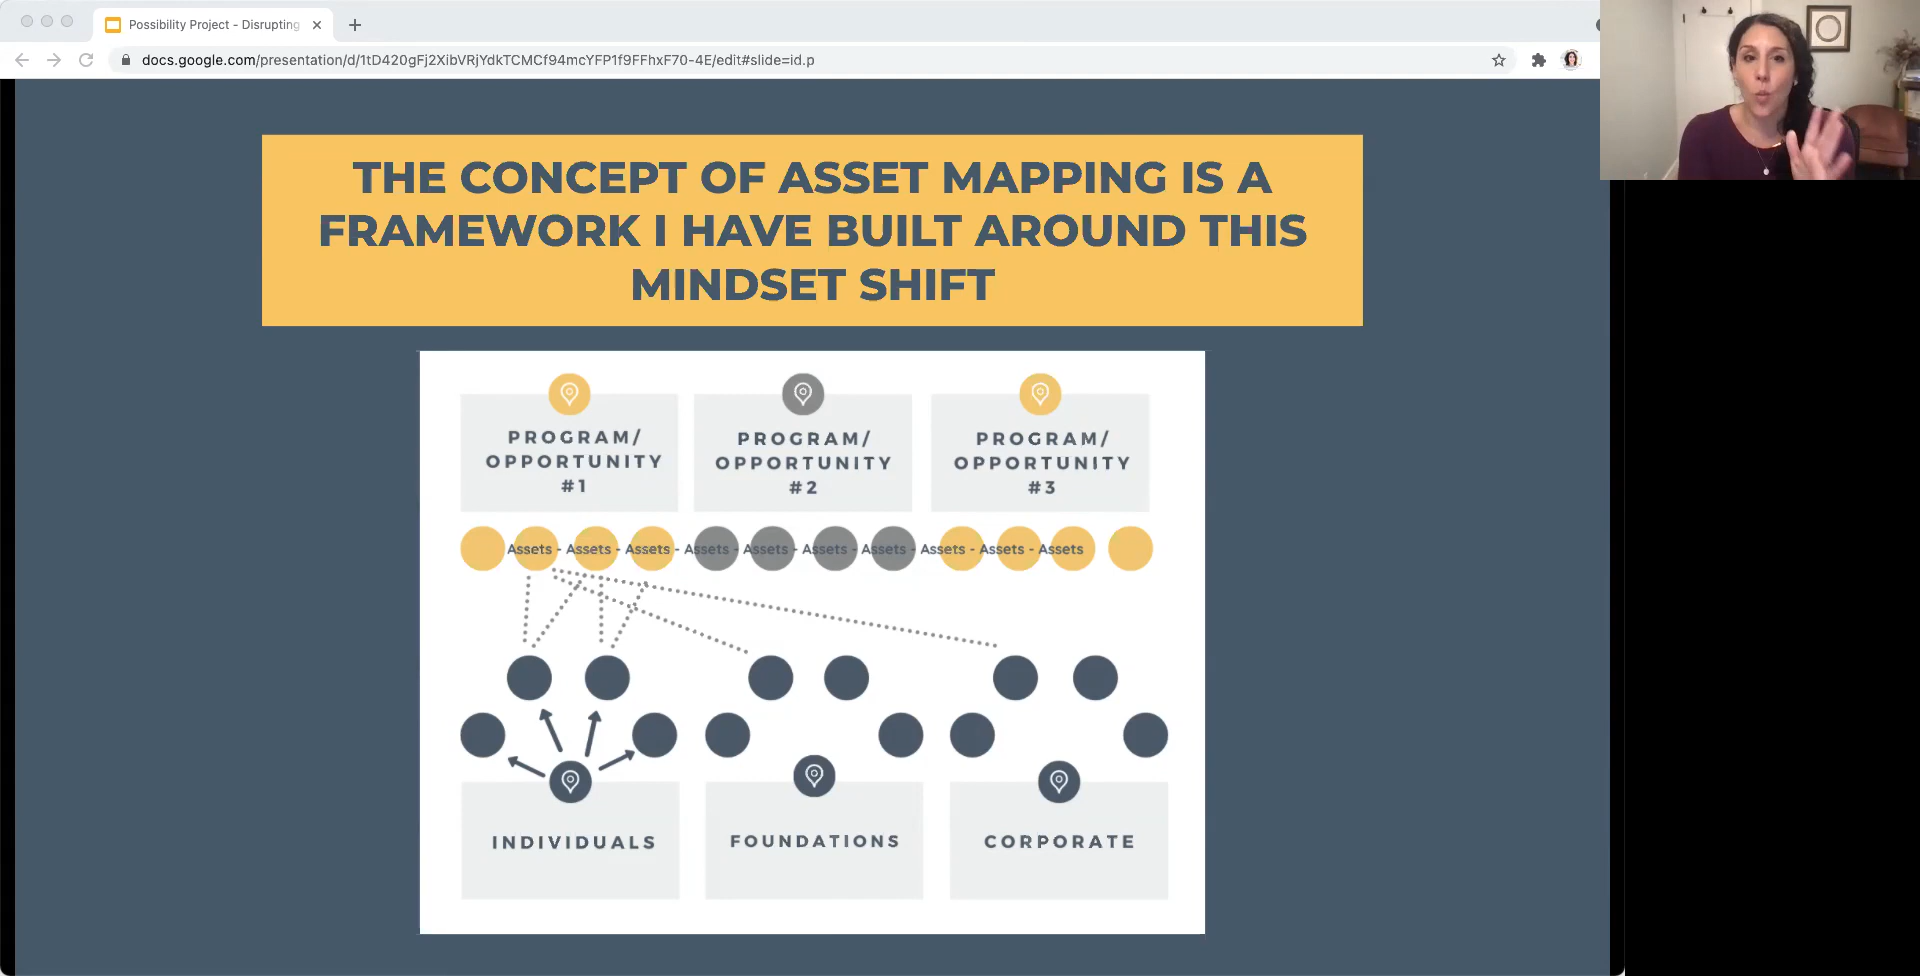 Possibility Project - Disrupting
docs.google.com/presentation/d/1tD420gFj2XibVRjYdkTCMCf94mcYFP1f9FFhxF70-4E/edit#slide=id.p
THE CONCEPT OF ASSET MAPPING IS A
FRAMEWORK I HAVE BUILT AROUND THIS
MINDSET SHIFT
PROGRAM/
OPPORTUNITY
#1
PROGRAM/
OPPORTUNITY
#2
PROGRAM/
OPPORTUNITY
#3
Assets - Assets - Assets - Assets - Assets - Assets - Assets - Assets - Assets - Assets
INDIVIDUALS
FOUNDATIONS
CORPORATE